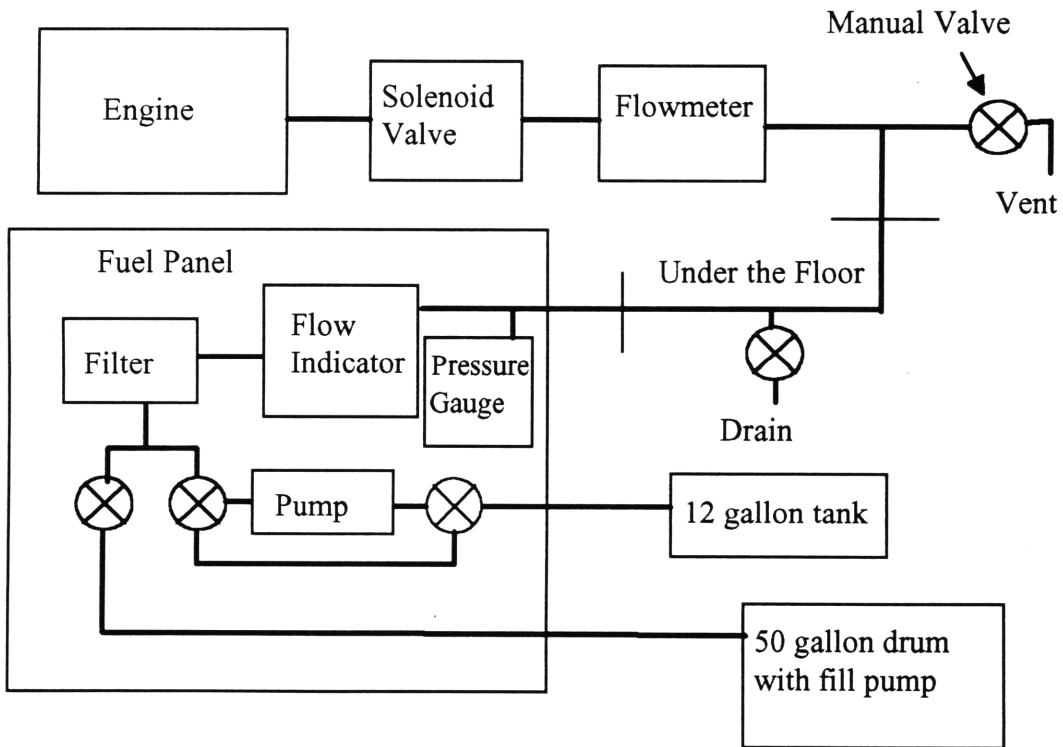 Manual Valve
Engine
Solenoid
Valve
Flowmeter
Vent
Fuel Panel
Under the Floor
Flow
Indicator
Filter
Pressure
Gauge
Drain
Pump
12 gallon tank
50 gallon drum
with fill pump